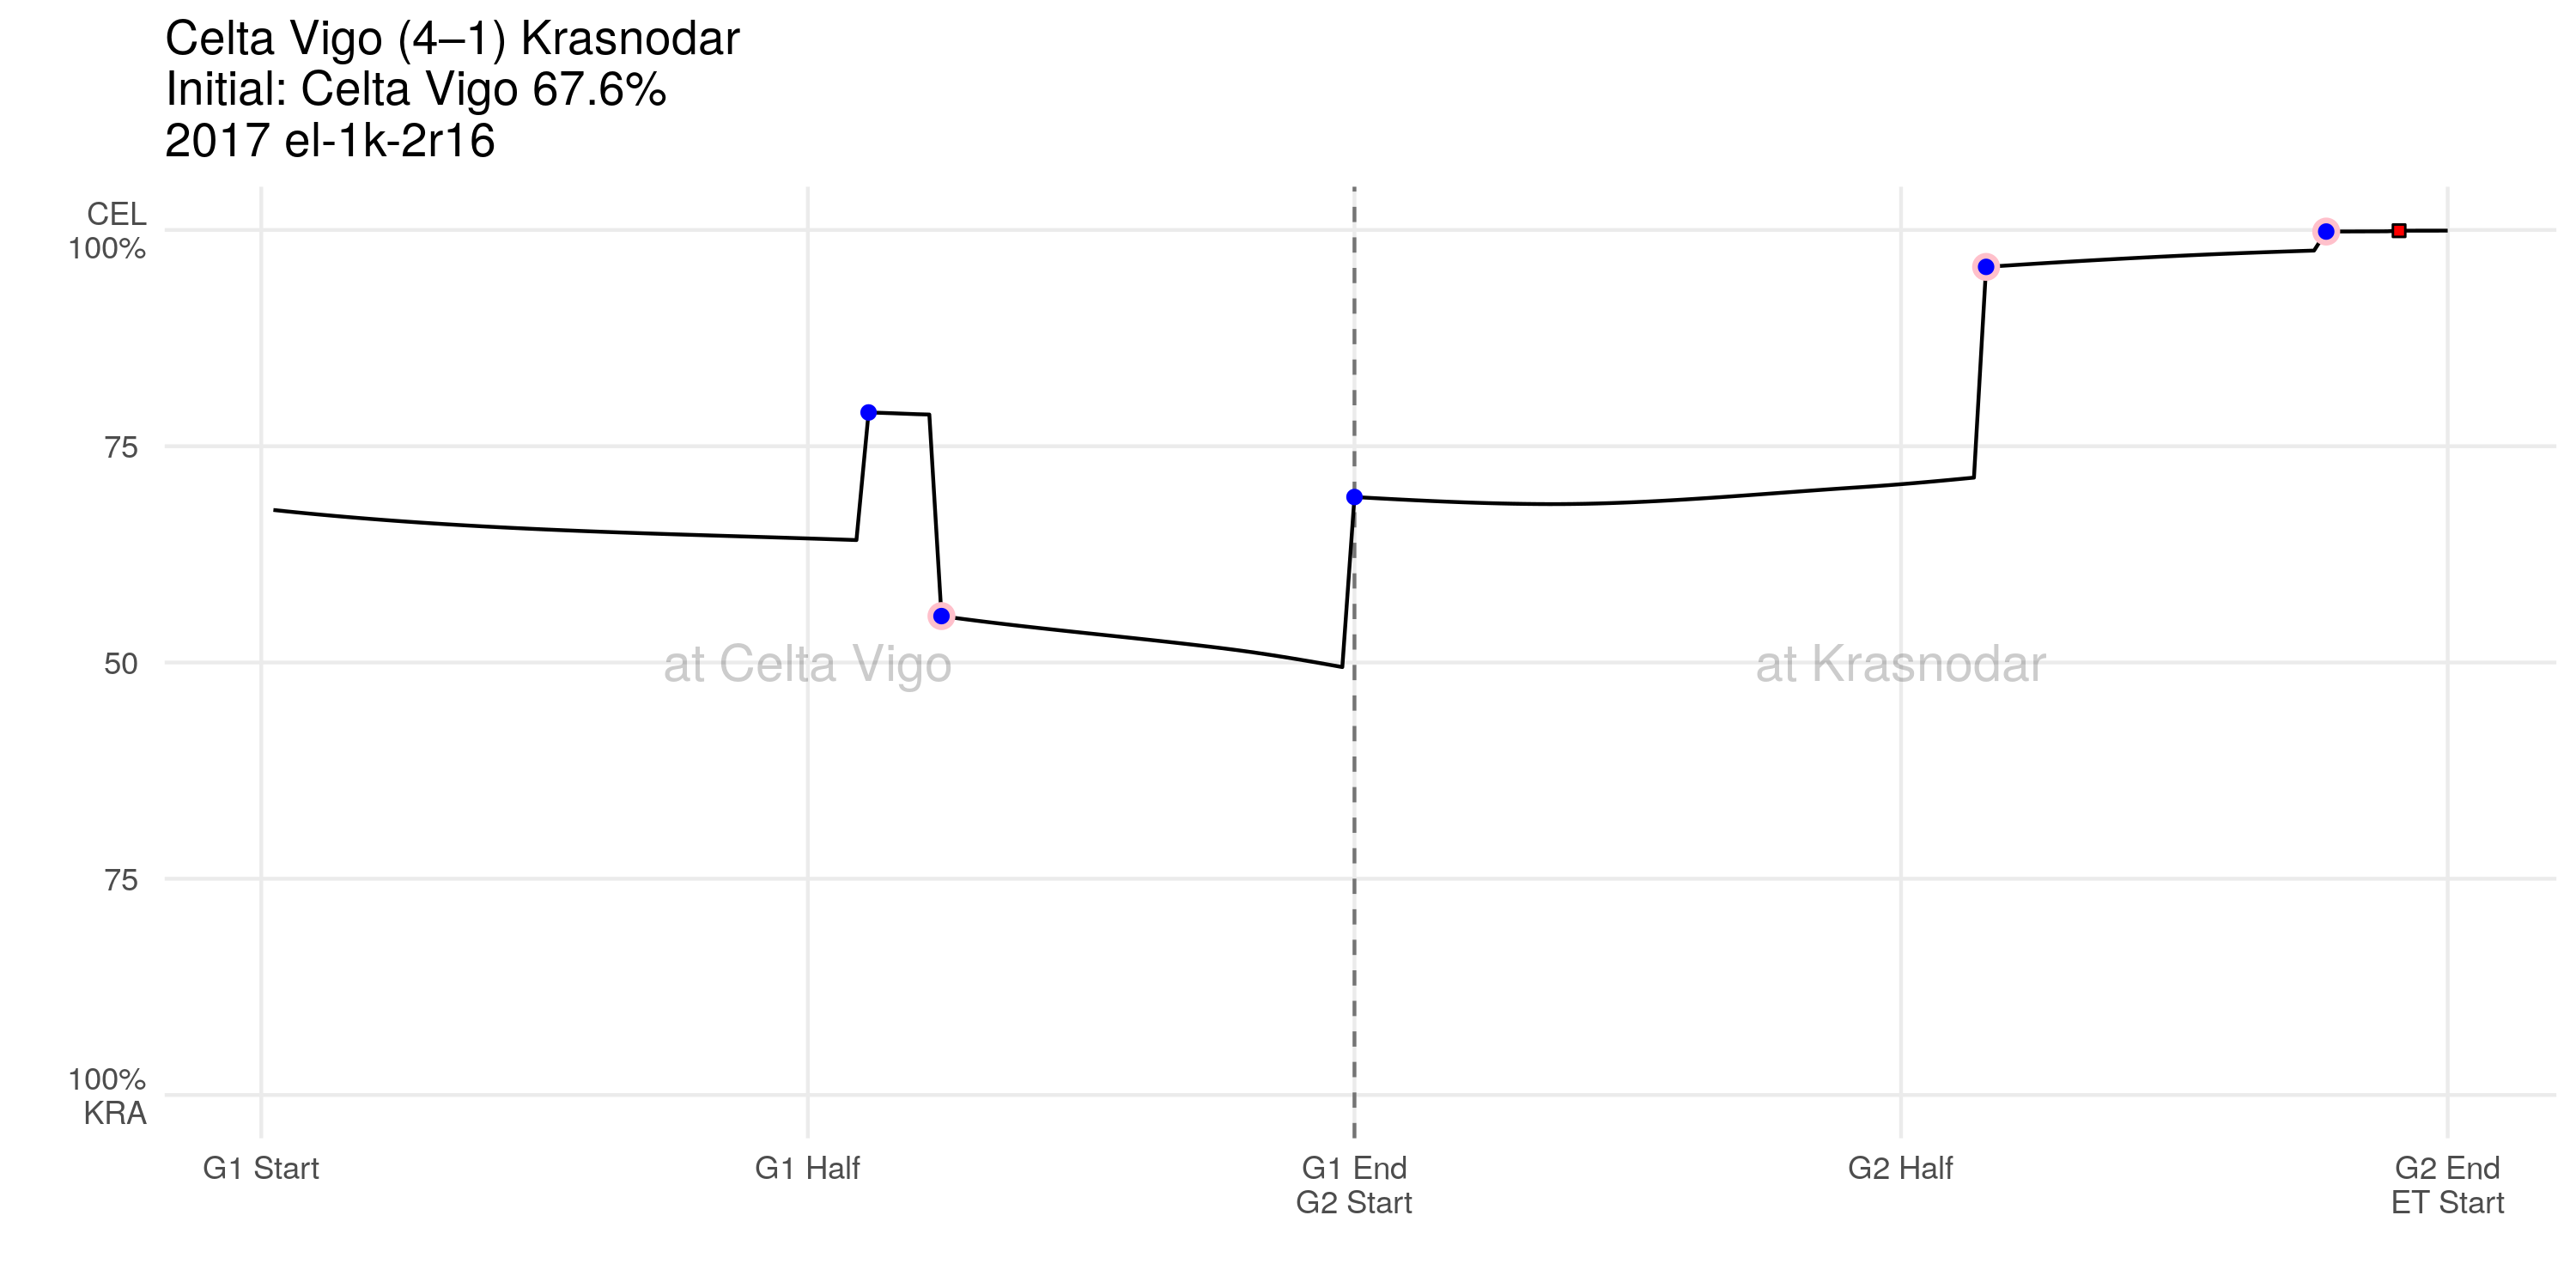 Celta Vigo (4–1) Krasnodar
Initial: Celta Vigo 67.6%
2017 el-1k-2r16
CEL
100%
75
50
75
100%
KRA
at Celta Vigo
at Krasnodar
G1 Start
G1 Half
G1 End
G2 Start
G2 Half
G2 End
ET Start